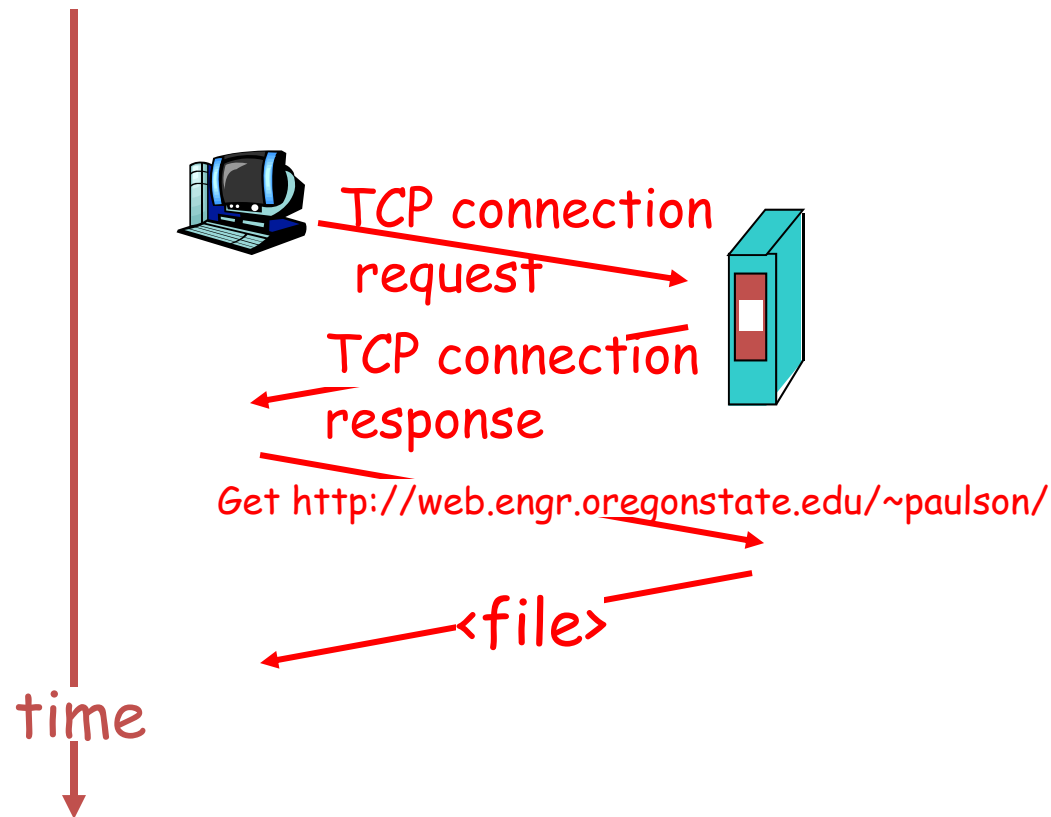 TCP connection
request
TCP connection
response
Get http://web.engr.oregonstate.edu/~paulson/
<file>
time